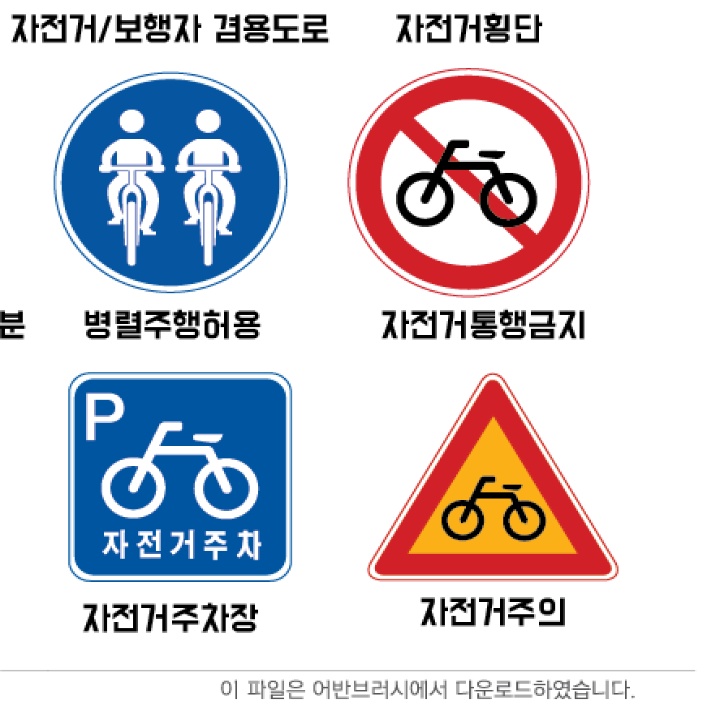 자전거/보행자 겸용도로
자전거횡단
분
병렬주행허용
자전거통행금지
P
자전거주차
자전거주차장
자전거주의
이 파일은 어반브러시에서 다운로드하였습니다.